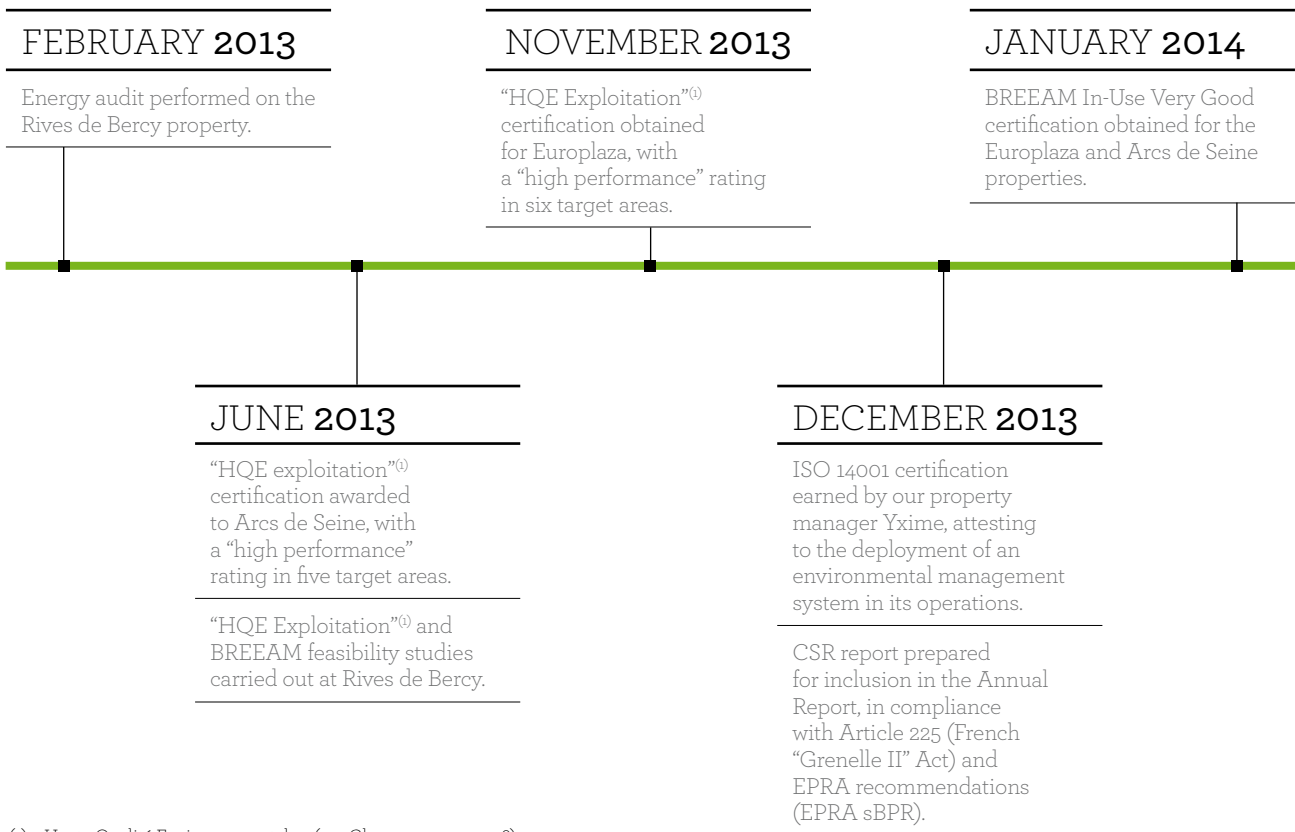 FEBRUARY 2013
Energy audit performed on the
Rives de Bercy property.
NOVEMBER 2013
“HQE Exploitation”(1)
certification obtained
for Europlaza, with
a “high performance” rating
in six target areas.
JANUARY 2014
BREEAM In-Use Very Good
certification obtained for the
Europlaza and Arcs de Seine
properties.
JUNE 2013
“HQE exploitation”(1)
certification awarded
to Arcs de Seine, with
a “high performance”
rating in five target areas.
“HQE Exploitation”(1) and
BREEAM feasibility studies
carried out at Rives de Bercy.
DECEMBER 2013
ISO 14001 certification
earned by our property
manager Yxime, attesting
to the deployment of an
environmental management
system in its operations.
CSR report prepared
for inclusion in the Annual
Report, in compliance
with Article 225 (French
“Grenelle II” Act) and
EPRA recommendations
(EPRA sBPR).